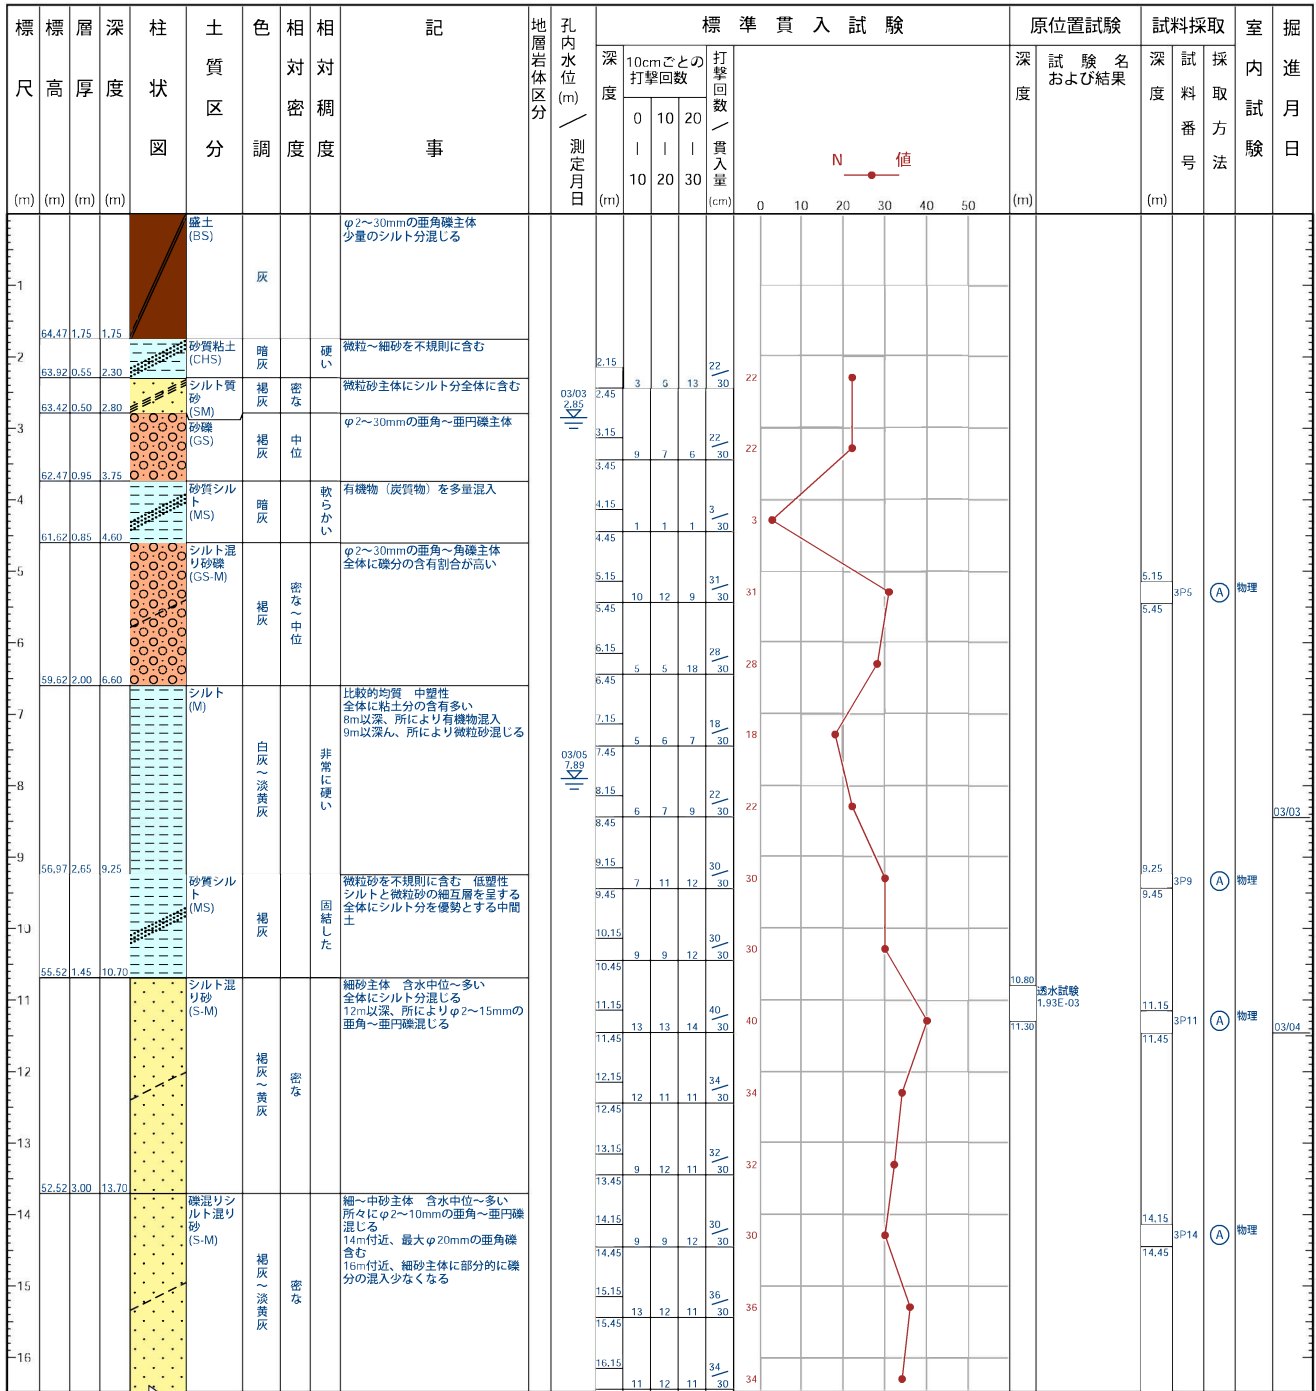 標尺(m)
標高(m)
層厚(m)
深度(m)
柱状図
土質区分
色調
相対密度
相対稠度
記事
地層岩体区分
孔内水位(m)／測定月日
標準貫入試験
深度(m)
10cmごとの
打撃回数
0 10 20
| | |
10 20 30
打撃回数／貫入量(cm)
N 値
0 10 20 30 40 50
原位置試験
深度(m)
試験名
および結果
試料採取
深度(m)
試料番号
採取方法
室内試験
掘進月日
盛土
(BS)
灰
φ2～30mmの亜角礫主体
少量のシルト分混じる
1
64.47 1.75 1.75
砂質粘土
(CHS)
暗灰
硬い
微粒～細砂を不規則に含む
2
63.92 0.55 2.30
2.15
3 6 13 22/30 22
2.45
シルト質
砂
(SM)
褐灰
密な
微粒砂主体にシルト分全体に含む
03/03
2.85
63.42 0.50 2.80
砂礫
(GS)
褐灰
中位
φ2～30mmの亜角～亜円礫主体
3
3.15
9 7 6 22/30 22
3.45
62.47 0.95 3.75
砂質シル
ト
(MS)
暗灰
軟らかい
有機物（炭質物）を多量混入
4
4.15
1 1 1 3/30 3
4.45
61.62 0.85 4.60
シルト混
り砂礫
(GS-M)
褐灰
密な～中位
φ2～30mmの亜角～角礫主体
全体に礫分の含有割合が高い
5
5.15
10 12 9 31/30 31
5.45
5.15
3P5 A 物理
5.45
6
6.15
5 5 18 28/30 28
6.45
59.62 2.00 6.60
シルト
(M)
白灰～淡黄灰
非常に硬い
比較的均質　中塑性
全体に粘土分の含有多い
8m以深、所により有機物混入
9m以深ん、所により微粒砂混じる
7
7.15
5 6 7 18/30 18
7.45
03/05
7.89
8
8.15
6 7 9 22/30 22
8.45
03/03
9
56.97 2.65 9.25
9.15
7 11 12 30/30 30
9.45
9.25
3P9 A 物理
9.45
砂質シル
ト
(MS)
褐灰
固結した
微粒砂を不規則に含む　低塑性
シルトと微粒砂の細互層を呈する
全体にシルト分を優勢とする中間
土
10
10.15
9 9 12 30/30 30
10.45
55.52 1.45 10.70
シルト混
り砂
(S-M)
褐灰～黄灰
密な
細砂主体　含水中位～多い
全体にシルト分混じる
12m以深、所によりφ2～15mmの
亜角～亜円礫混じる
11
11.15
13 13 14 40/30 40
11.45
10.80
透水試験
1.93E-03
11.30
11.15
3P11 A 物理
11.45
03/04
12
12.15
12 11 11 34/30 34
12.45
13
13.15
9 12 11 32/30 32
13.45
52.52 3.00 13.70
礫混りシ
ルト混り
砂
(S-M)
褐灰～淡黄灰
密な
細～中砂主体　含水中位～多い
所々にφ2～10mmの亜角～亜円礫
混じる
14m付近、最大φ20mmの亜角礫
含む
16m付近、細砂主体に部分的に礫
分の混入少なくなる
14
14.15
9 9 12 30/30 30
14.45
14.15
3P14 A 物理
14.45
15
15.15
13 12 11 36/30 36
15.45
16
16.15
11 12 11 34/30 34